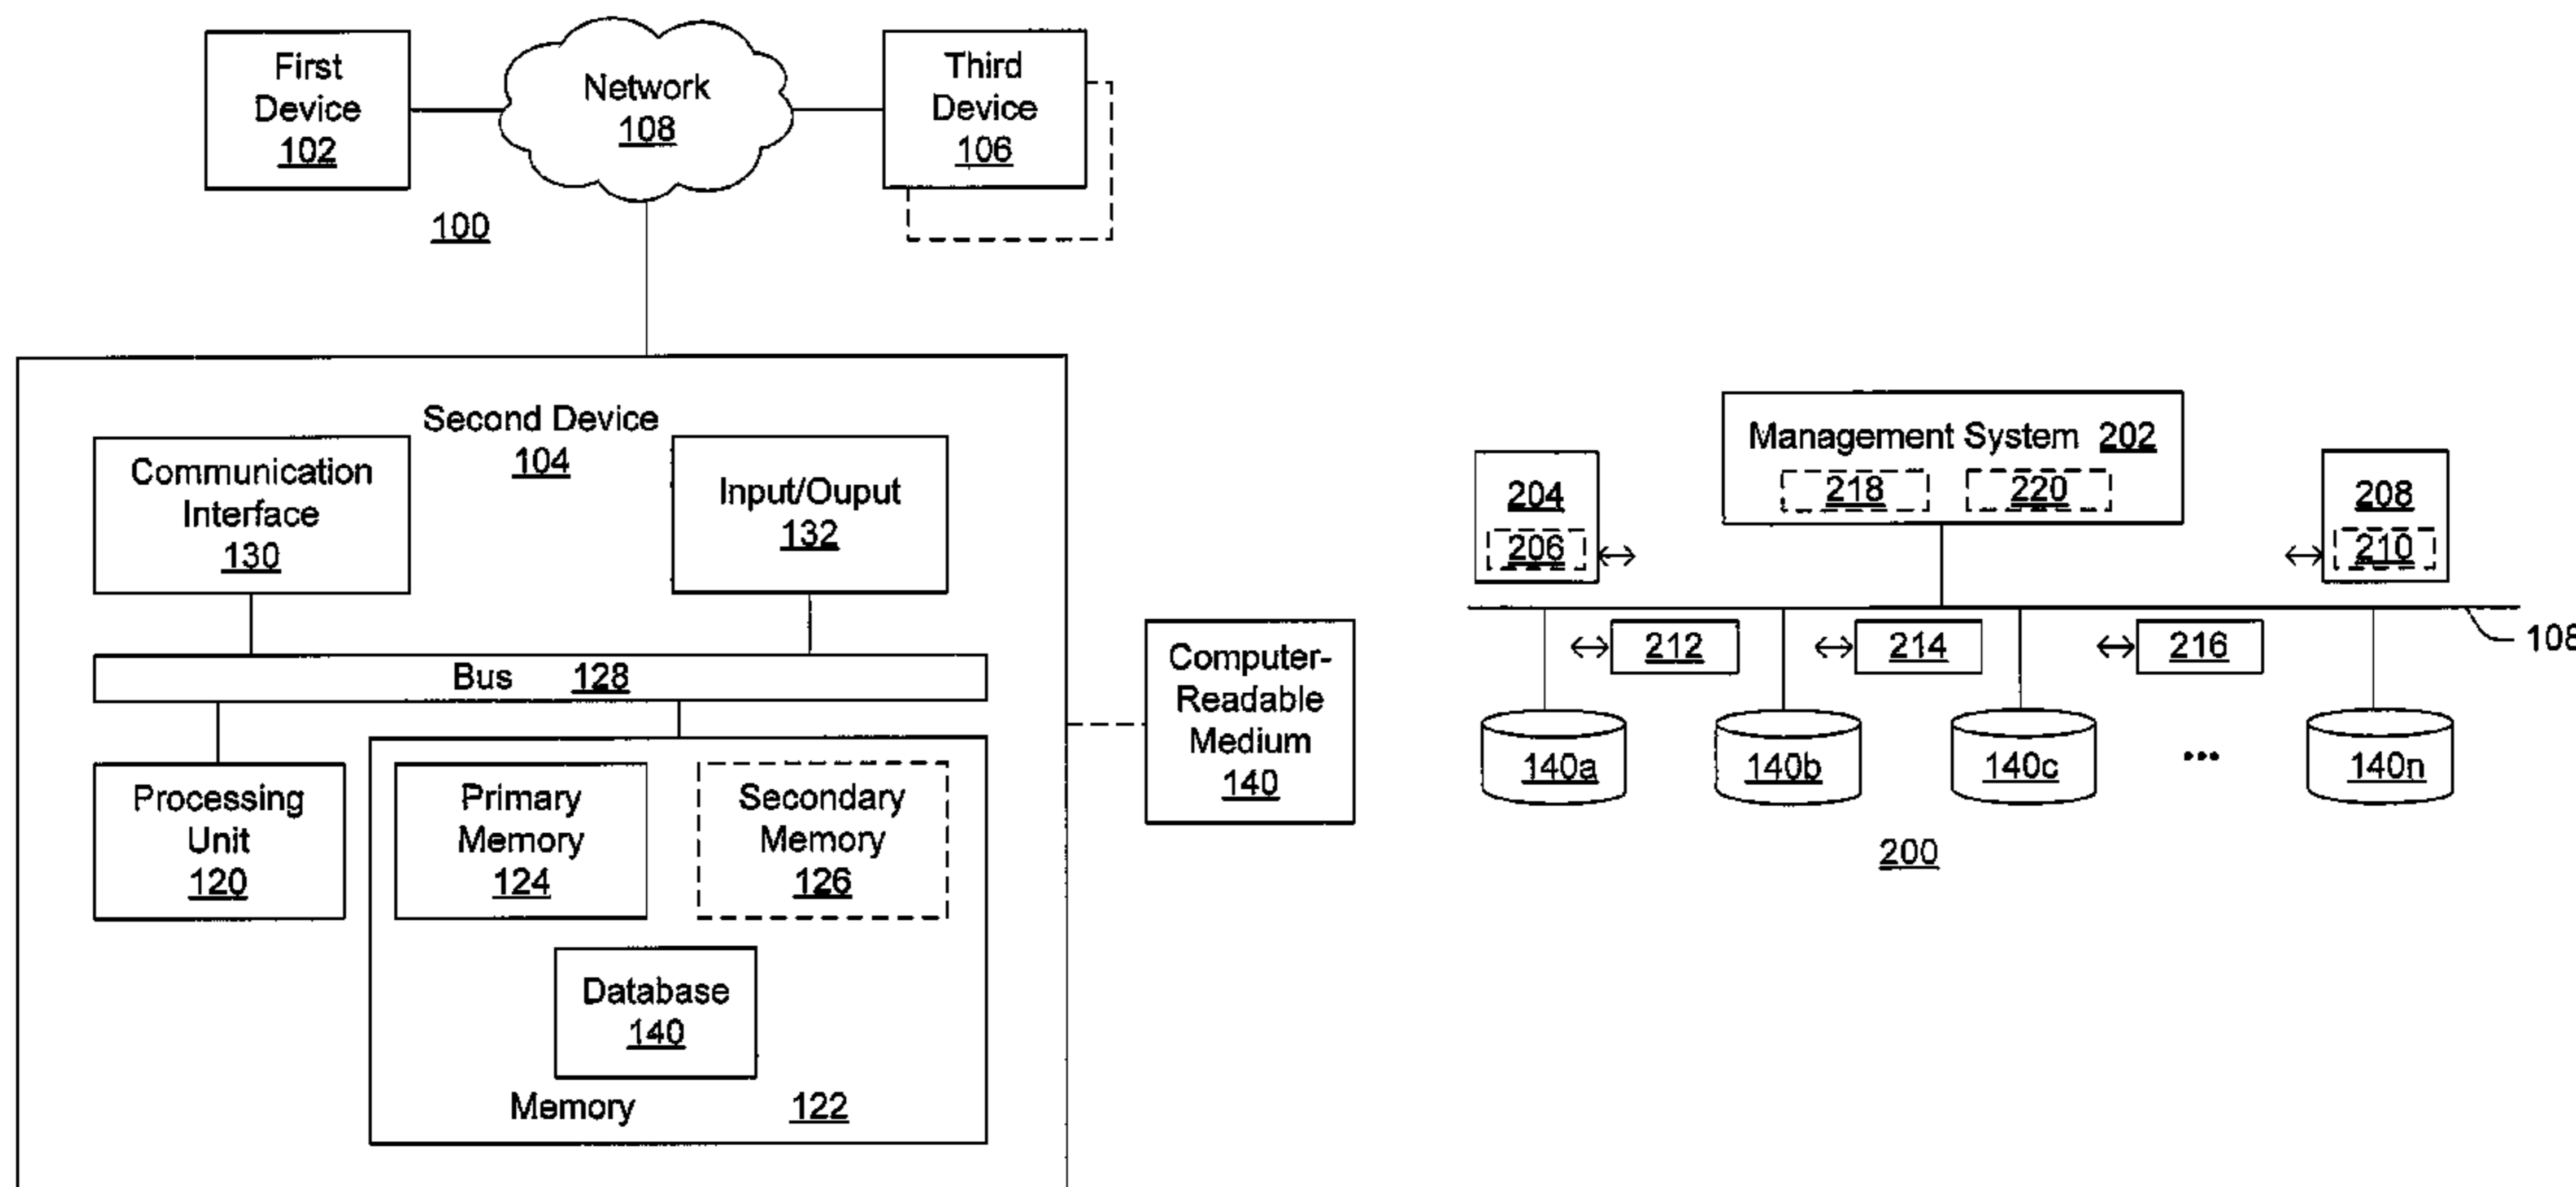 First
Device
102
Network
108
Third
Device
106
100
Second Device
104
Communication
Interface
130
Input/Ouput
132
Bus 128
Processing
Unit
120
Primary
Memory
124
Secondary
Memory
126
Database
140
Memory 122
Computer-
Readable
Medium
140
Management System 202
218 220
204
206
208
210
108
212
214
216
140a
140b
140c
...
140n
200